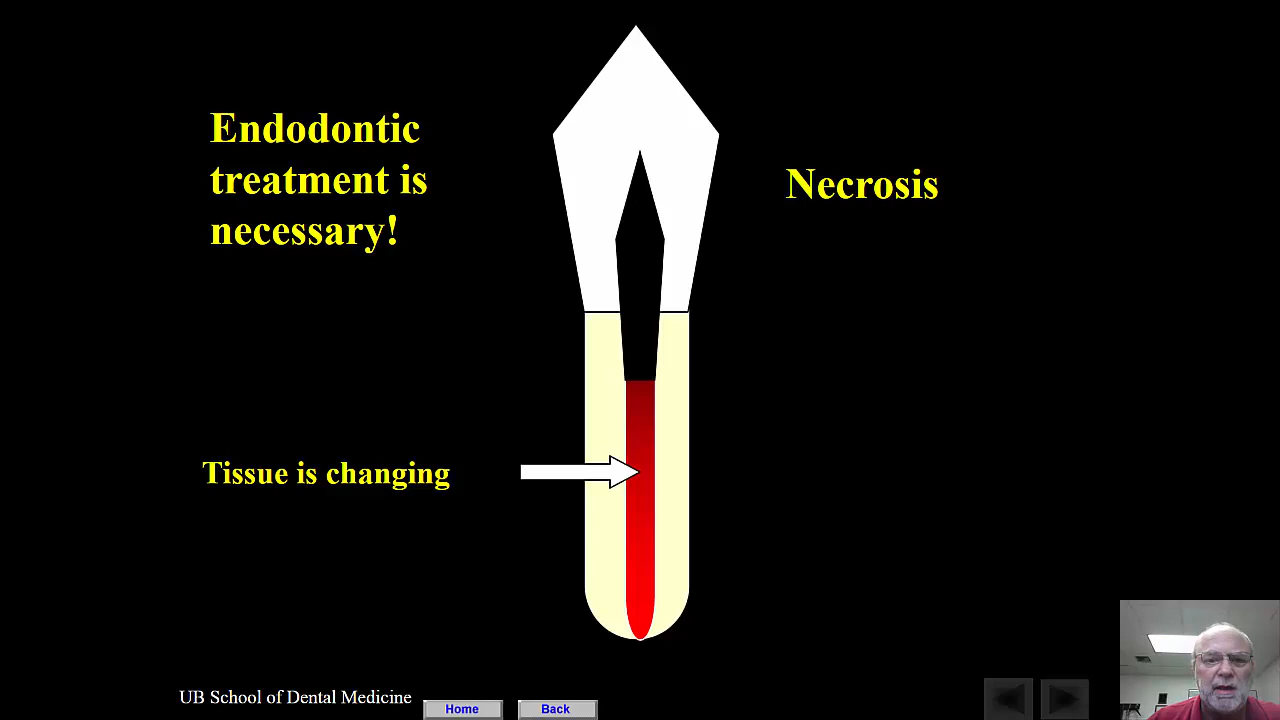 Endodontic
treatment is
necessary!
Necrosis
Tissue is changing
UB School of Dental Medicine
Home
Back